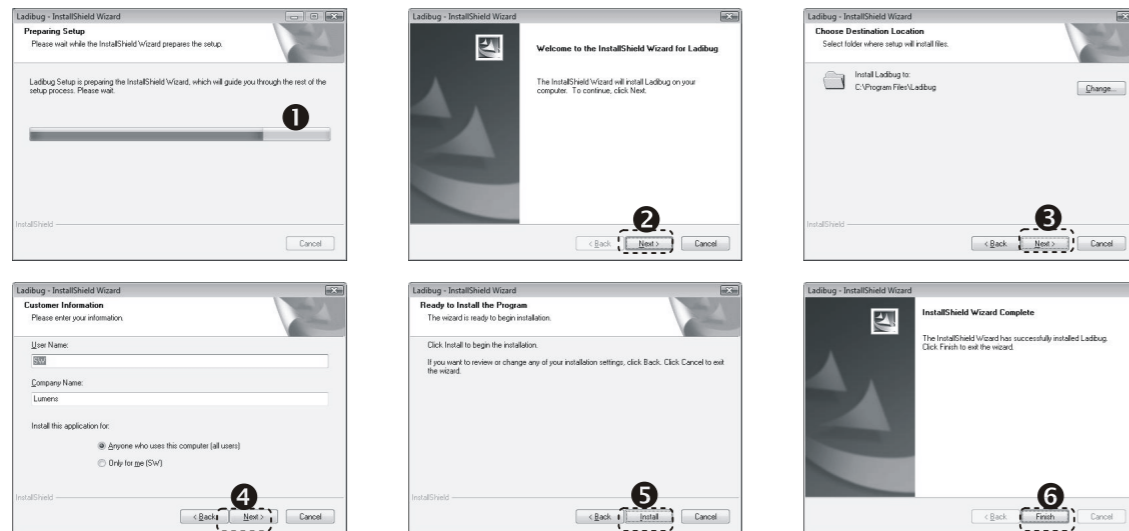 Ladibug - InstallShield Wizard
Preparing Setup
Please wait while the InstallShield Wizard prepares the setup.
Ladibug Setup is preparing the InstallShield Wizard, which will guide you through the rest of the
setup process. Please wait.
1
InstallShield
Cancel
Ladibug - InstallShield Wizard
Welcome to the InstallShield Wizard for Ladibug
The InstallShield Wizard will install Ladibug on your
computer. To continue, click Next.
2
< Back Next > Cancel
Ladibug - InstallShield Wizard
Choose Destination Location
Select folder where setup will install files.
Install Ladibug to:
C:\Program Files\Ladibug
Change...
3
InstallShield
< Back Next > Cancel
Ladibug - InstallShield Wizard
Customer Information
Please enter your information.
User Name:
SW
Company Name:
Lumens
Install this application for:
Anyone who uses this computer (all users)
Only for me (SW)
4
InstallShield
< Back Next > Cancel
Ladibug - InstallShield Wizard
Ready to Install the Program
The wizard is ready to begin installation.
Click Install to begin the installation.
If you want to review or change any of your installation settings, click Back. Click Cancel to exit
the wizard.
5
InstallShield
< Back Install Cancel
Ladibug - InstallShield Wizard
InstallShield Wizard Complete
The InstallShield Wizard has successfully installed Ladibug.
Click Finish to exit the wizard.
6
< Back Finish Cancel